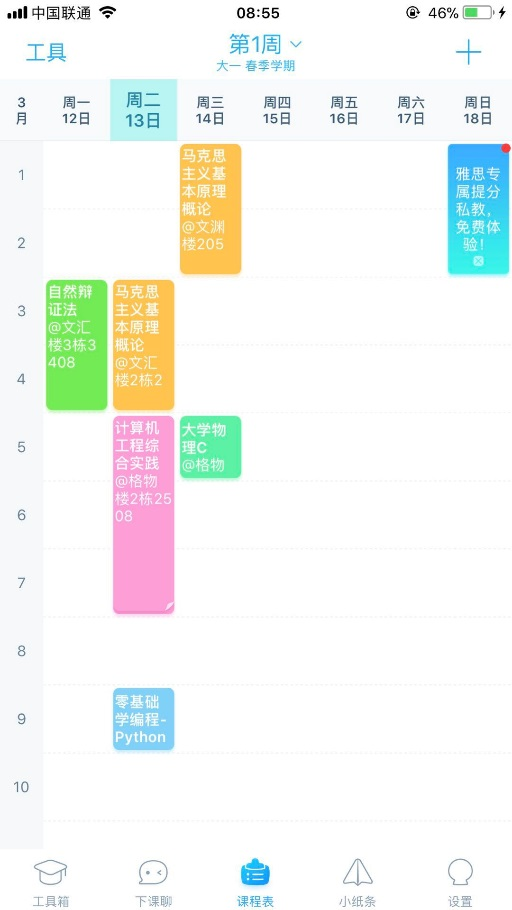 中国联通
08:55
46%
工具
第1周
大一 春季学期
3
月
周一
12日
周二
13日
周三
14日
周四
15日
周五
16日
周六
17日
周日
18日
1
2
3
4
5
6
7
8
9
10
马克思
主义基
本原理
概论
@文渊
楼205
雅思专
属提分
私教，
免费体
验！
自然辩
证法
@文汇
楼3栋3
408
马克思
主义基
本原理
概论
@文汇
楼2栋2
计算机
工程综
合实践
@格物
楼2栋25
08
大学物
理C
@格物
零基础
学编程-
Python
工具箱
下课聊
课程表
小纸条
设置